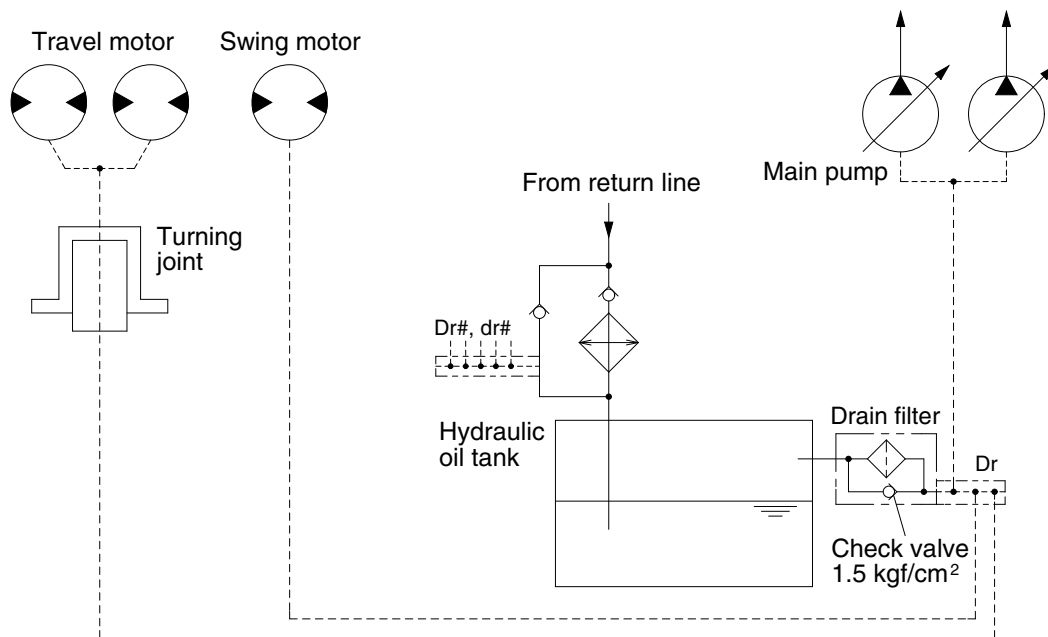 Travel motor
Swing motor
Main pump
From return line
Turning
joint
Dr#, dr#
Hydraulic
oil tank
Drain filter
Dr
Check valve
1.5 kgf/cm²